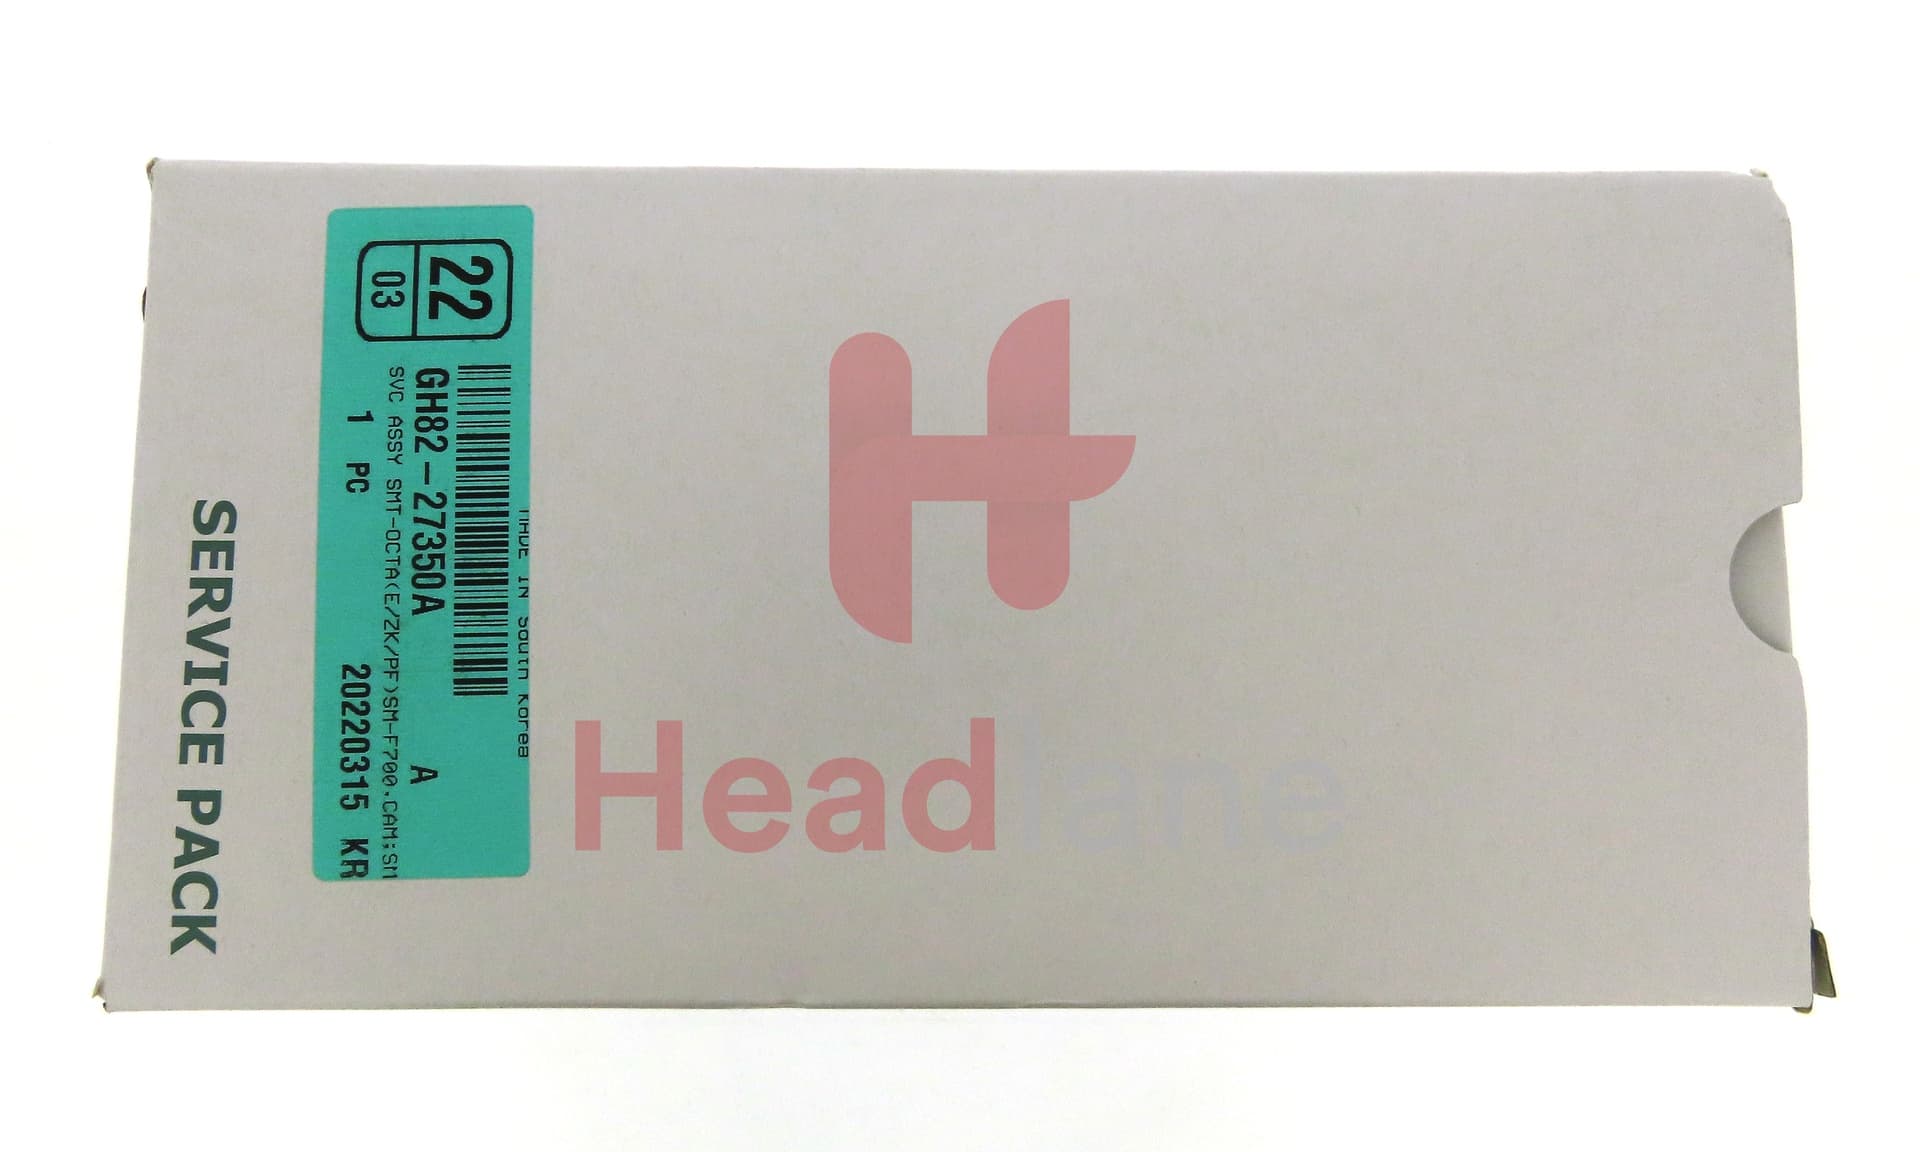 MADE IN South Korea
22
03
GH82-27350A A
SVC ASSY SMT-OCTA(E/ZK/PF)SM-F700,CAM;SM
1 PC 20220315 KR
SERVICE PACK
Headlane